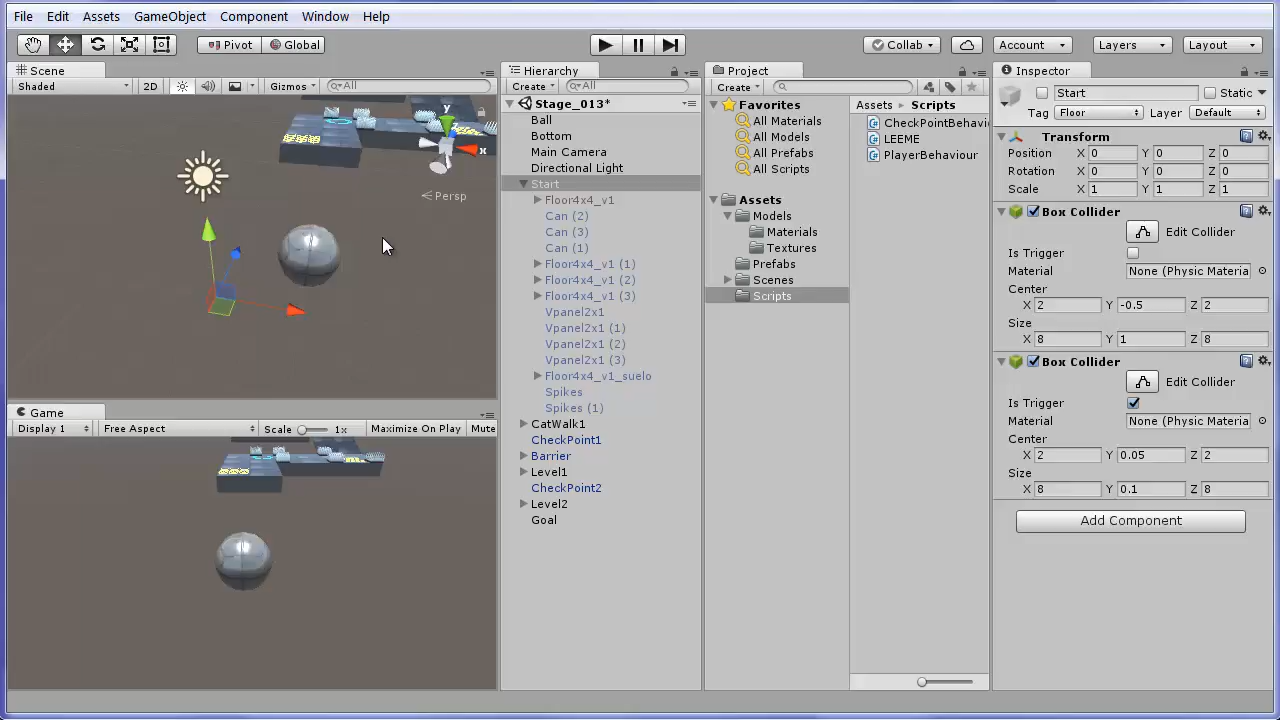 File Edit Assets GameObject Component Window Help
Pivot Global Collab Account Layers Layout
Scene Hierarchy Project Inspector
Shaded 2D Gizmos All
Create All
Create
Start Static
Tag Floor Layer Default
Stage_013*
Ball
Bottom
Main Camera
Directional Light
Start
Floor4x4_v1
Can (2)
Can (3)
Can (1)
Floor4x4_v1 (1)
Floor4x4_v1 (2)
Floor4x4_v1 (3)
Vpanel2x1
Vpanel2x1 (1)
Vpanel2x1 (2)
Vpanel2x1 (3)
Floor4x4_v1_suelo
Spikes
Spikes (1)
CatWalk1
CheckPoint1
Barrier
Level1
CheckPoint2
Level2
Goal
Favorites
All Materials
All Models
All Prefabs
All Scripts
Assets
Models
Materials
Textures
Prefabs
Scenes
Scripts
Assets Scripts
CheckPointBehavi
LEEME
PlayerBehaviour
Transform
Position X 0 Y 0 Z 0
Rotation X 0 Y 0 Z 0
Scale X 1 Y 1 Z 1
Box Collider
Edit Collider
Is Trigger
Material None (Physic Materia
Center
X 2 Y -0.5 Z 2
Size
X 8 Y 1 Z 8
Box Collider
Edit Collider
Is Trigger
Material None (Physic Materia
Center
X 2 Y 0.05 Z 2
Size
X 8 Y 0.1 Z 8
Add Component
y
x
Persp
Game
Display 1 Free Aspect Scale 1x Maximize On Play Mute